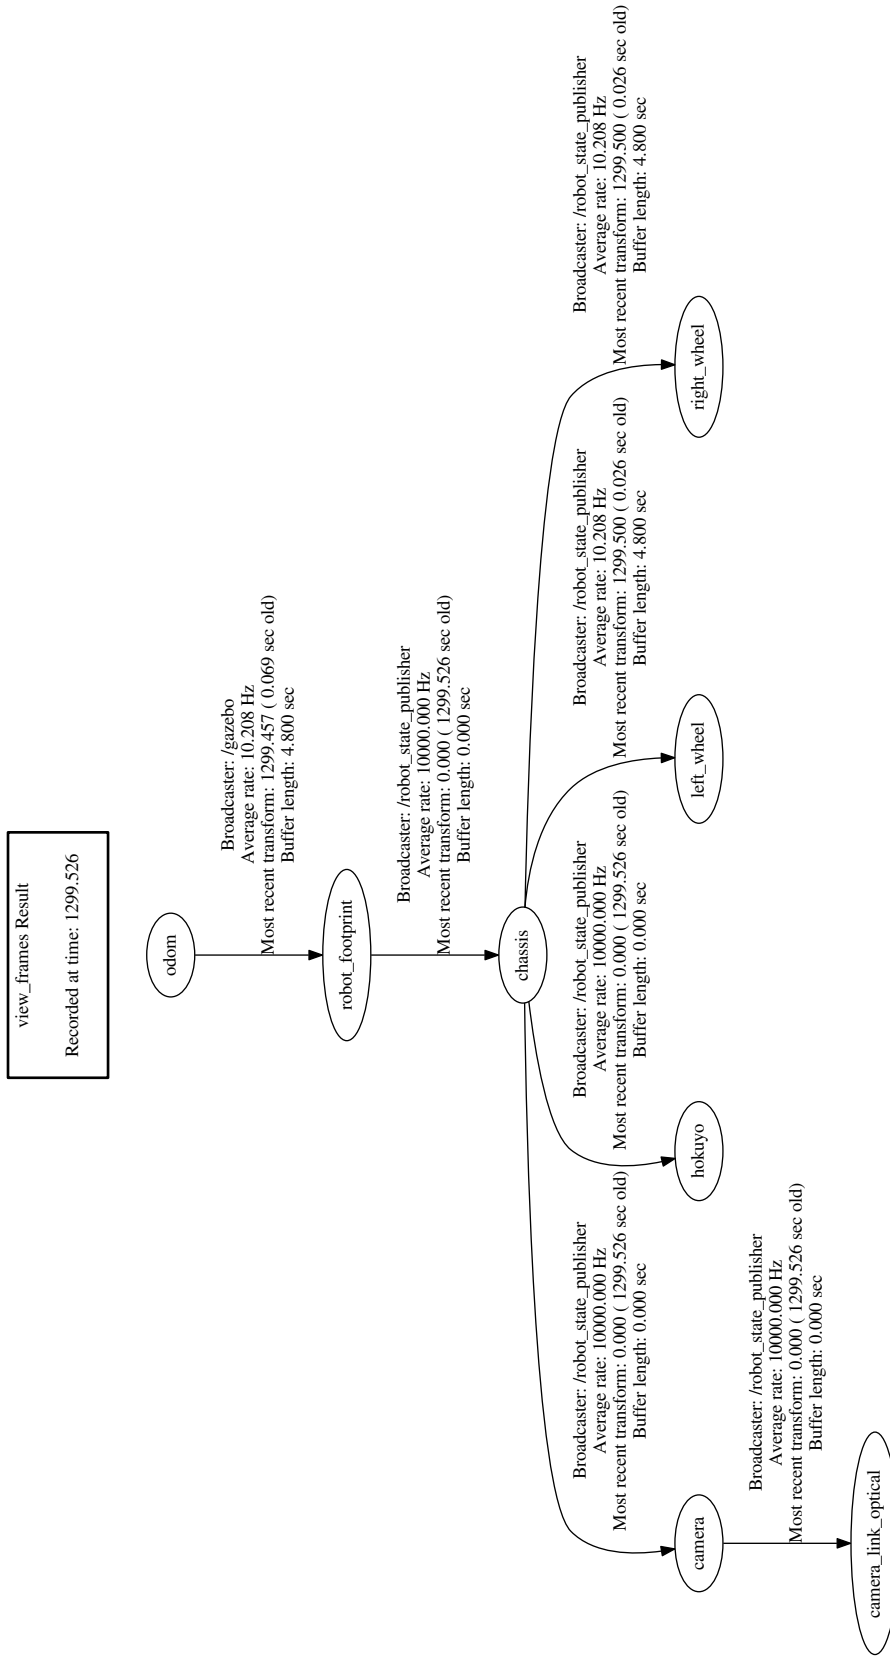 view_frames Result
Recorded at time: 1299.526
odom
Broadcaster: /gazebo
Average rate: 10.208 Hz
Most recent transform: 1299.457 ( 0.069 sec old)
Buffer length: 4.800 sec
robot_footprint
Broadcaster: /robot_state_publisher
Average rate: 10000.000 Hz
Most recent transform: 0.000 ( 1299.526 sec old)
Buffer length: 0.000 sec
chassis
Broadcaster: /robot_state_publisher
Average rate: 10000.000 Hz
Most recent transform: 0.000 ( 1299.526 sec old)
Buffer length: 0.000 sec
Broadcaster: /robot_state_publisher
Average rate: 10000.000 Hz
Most recent transform: 0.000 ( 1299.526 sec old)
Buffer length: 0.000 sec
Broadcaster: /robot_state_publisher
Average rate: 10.208 Hz
Most recent transform: 1299.500 ( 0.026 sec old)
Buffer length: 4.800 sec
Broadcaster: /robot_state_publisher
Average rate: 10.208 Hz
Most recent transform: 1299.500 ( 0.026 sec old)
Buffer length: 4.800 sec
camera
hokuyo
left_wheel
right_wheel
Broadcaster: /robot_state_publisher
Average rate: 10000.000 Hz
Most recent transform: 0.000 ( 1299.526 sec old)
Buffer length: 0.000 sec
camera_link_optical